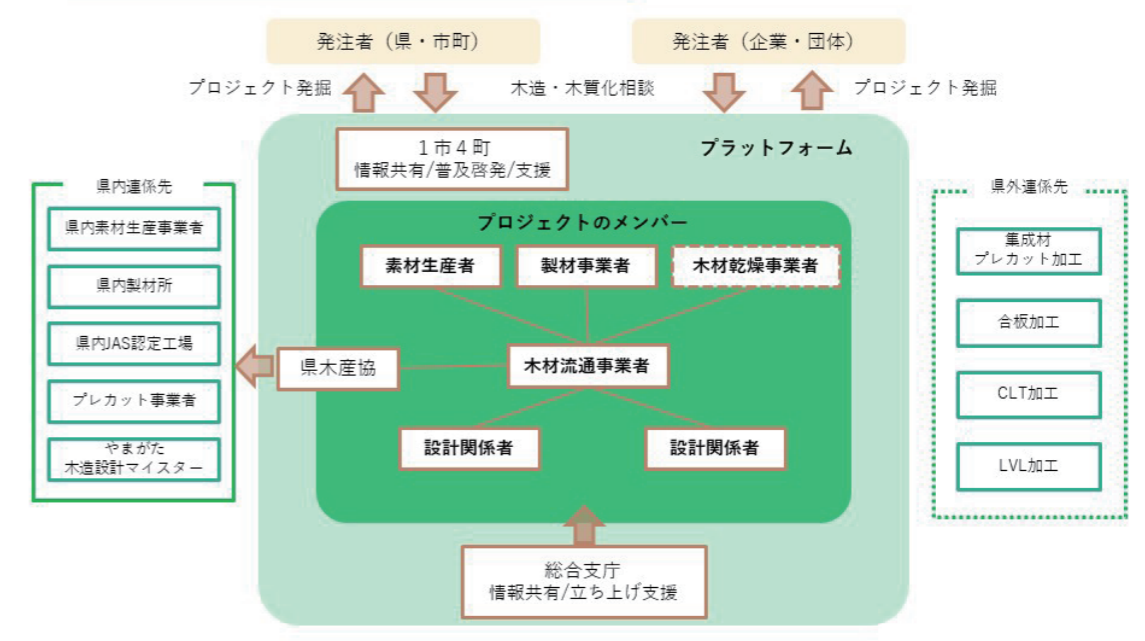 発注者（県・市町）
発注者（企業・団体）
プロジェクト発掘
木造・木質化相談
プロジェクト発掘
１市４町
情報共有/普及啓発/支援
プラットフォーム
県内連係先
県内素材生産事業者
県内製材所
県内JAS認定工場
プレカット事業者
やまがた
木造設計マイスター
プロジェクトのメンバー
素材生産者
製材事業者
木材乾燥事業者
県木産協
木材流通事業者
設計関係者
設計関係者
総合支庁
情報共有/立ち上げ支援
県外連係先
集成材
プレカット加工
合板加工
CLT加工
LVL加工